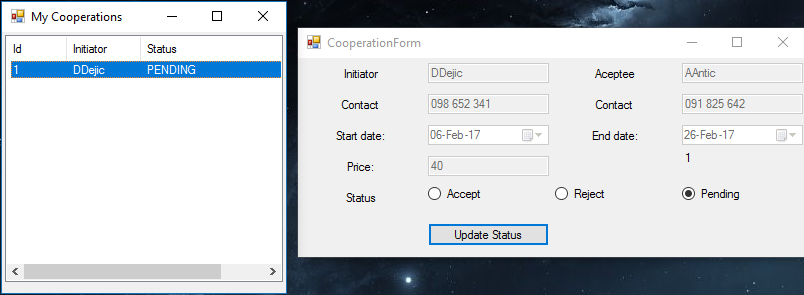 My Cooperations
Id Initiator Status
1 DDejic PENDING
CooperationForm
Initiator DDejic Aceptee AAntic
Contact 098 652 341 Contact 091 825 642
Start date: 06-Feb-17 End date: 26-Feb-17
1
Price: 40
Status Accept Reject Pending
Update Status